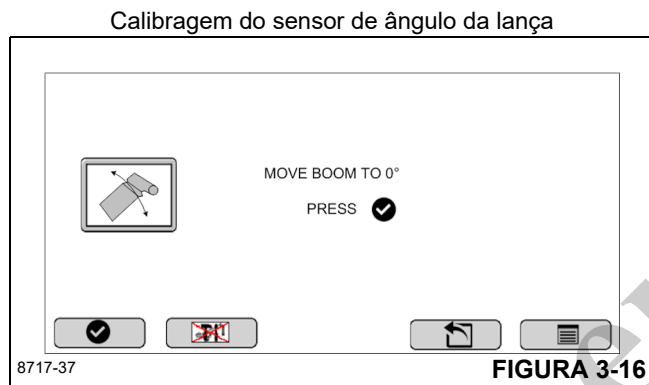 Calibragem do sensor de ângulo da lança
MOVE BOOM TO 0°
PRESS
8717-37
FIGURA 3-16